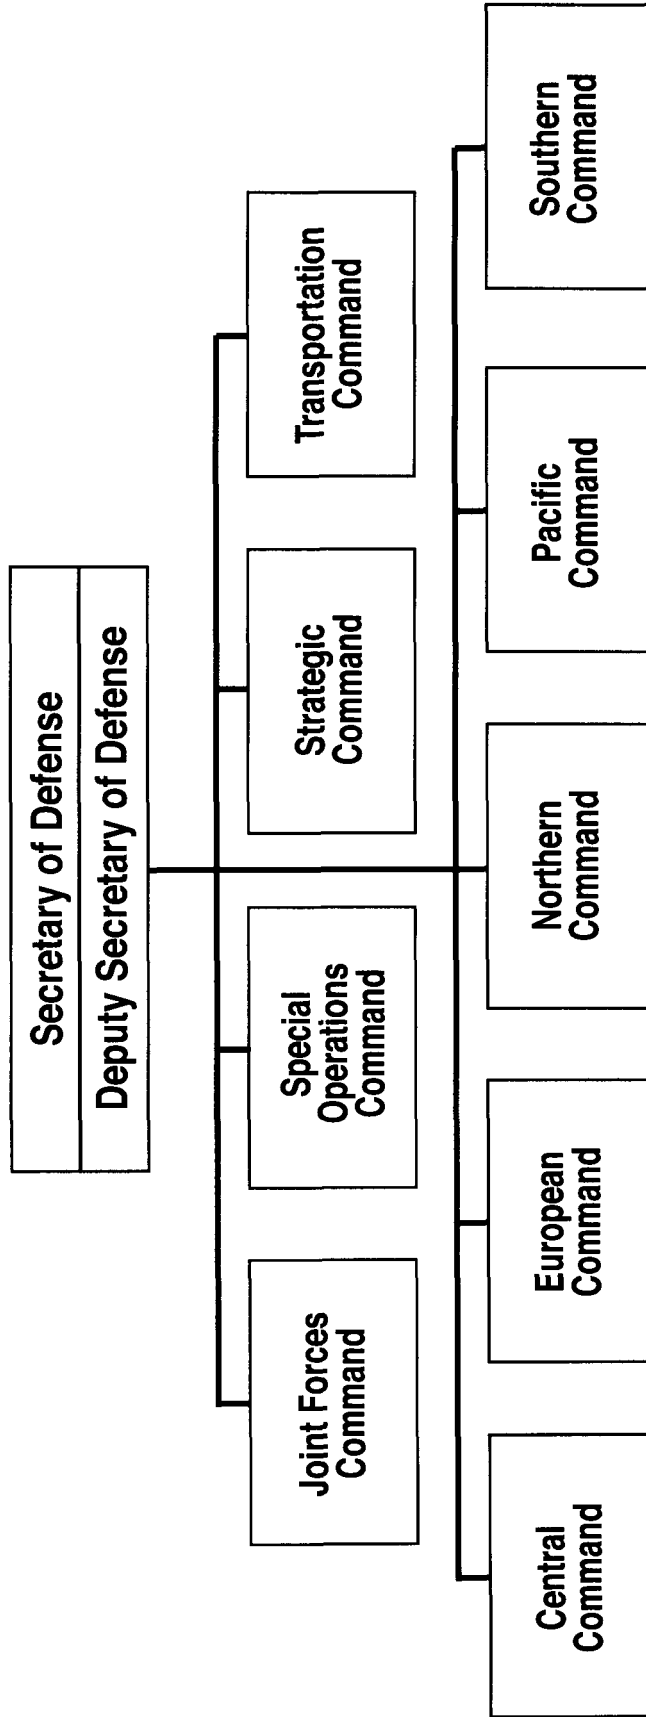 Secretary of Defense
Deputy Secretary of Defense
Joint Forces
Command
Special
Operations
Command
Strategic
Command
Transportation
Command
Central
Command
European
Command
Northern
Command
Pacific
Command
Southern
Command